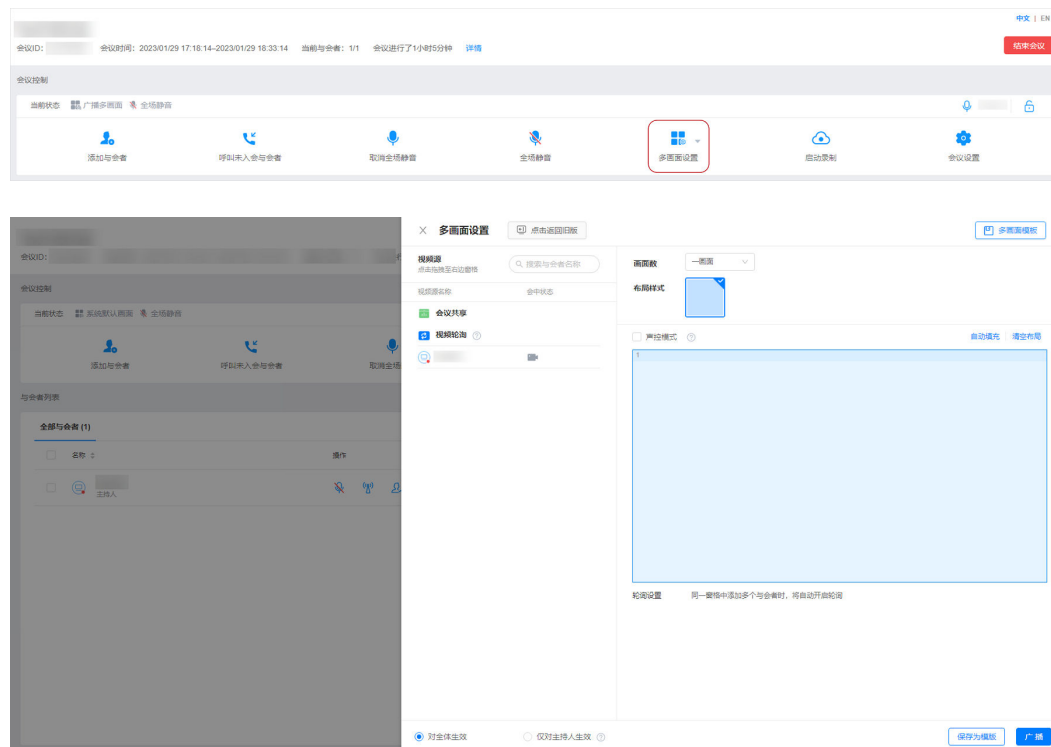 中文 | EN
会议ID: 会议时间：2023/01/29 17:18:14-2023/01/29 18:33:14 当前与会者：1/1 会议进行了1小时5分钟 详情 结束会议
会议控制
当前状态 广播多画面 全场静音
添加与会者 呼叫未入会与会者 取消全场静音 全场静音 多画面设置 启动录制 会议设置
多画面设置 点击返回旧版 多画面模板
会议ID:
视频源 搜索与会者名称 画面数 一画面
点击拖拽至右边窗格
会议控制 视频源名称 会中状态 布局样式
当前状态 系统默认画面 全场静音 会议共享
视频轮询 声控模式 自动填充 清空布局
1
添加与会者 呼叫未入会与会者 取消全场
与会者列表
全部与会者 (1)
名称 操作
主持人
轮询设置 同一窗格中添加多个与会者时，将自动开启轮询
对全体生效 仅对主持人生效 保存为模版 广播